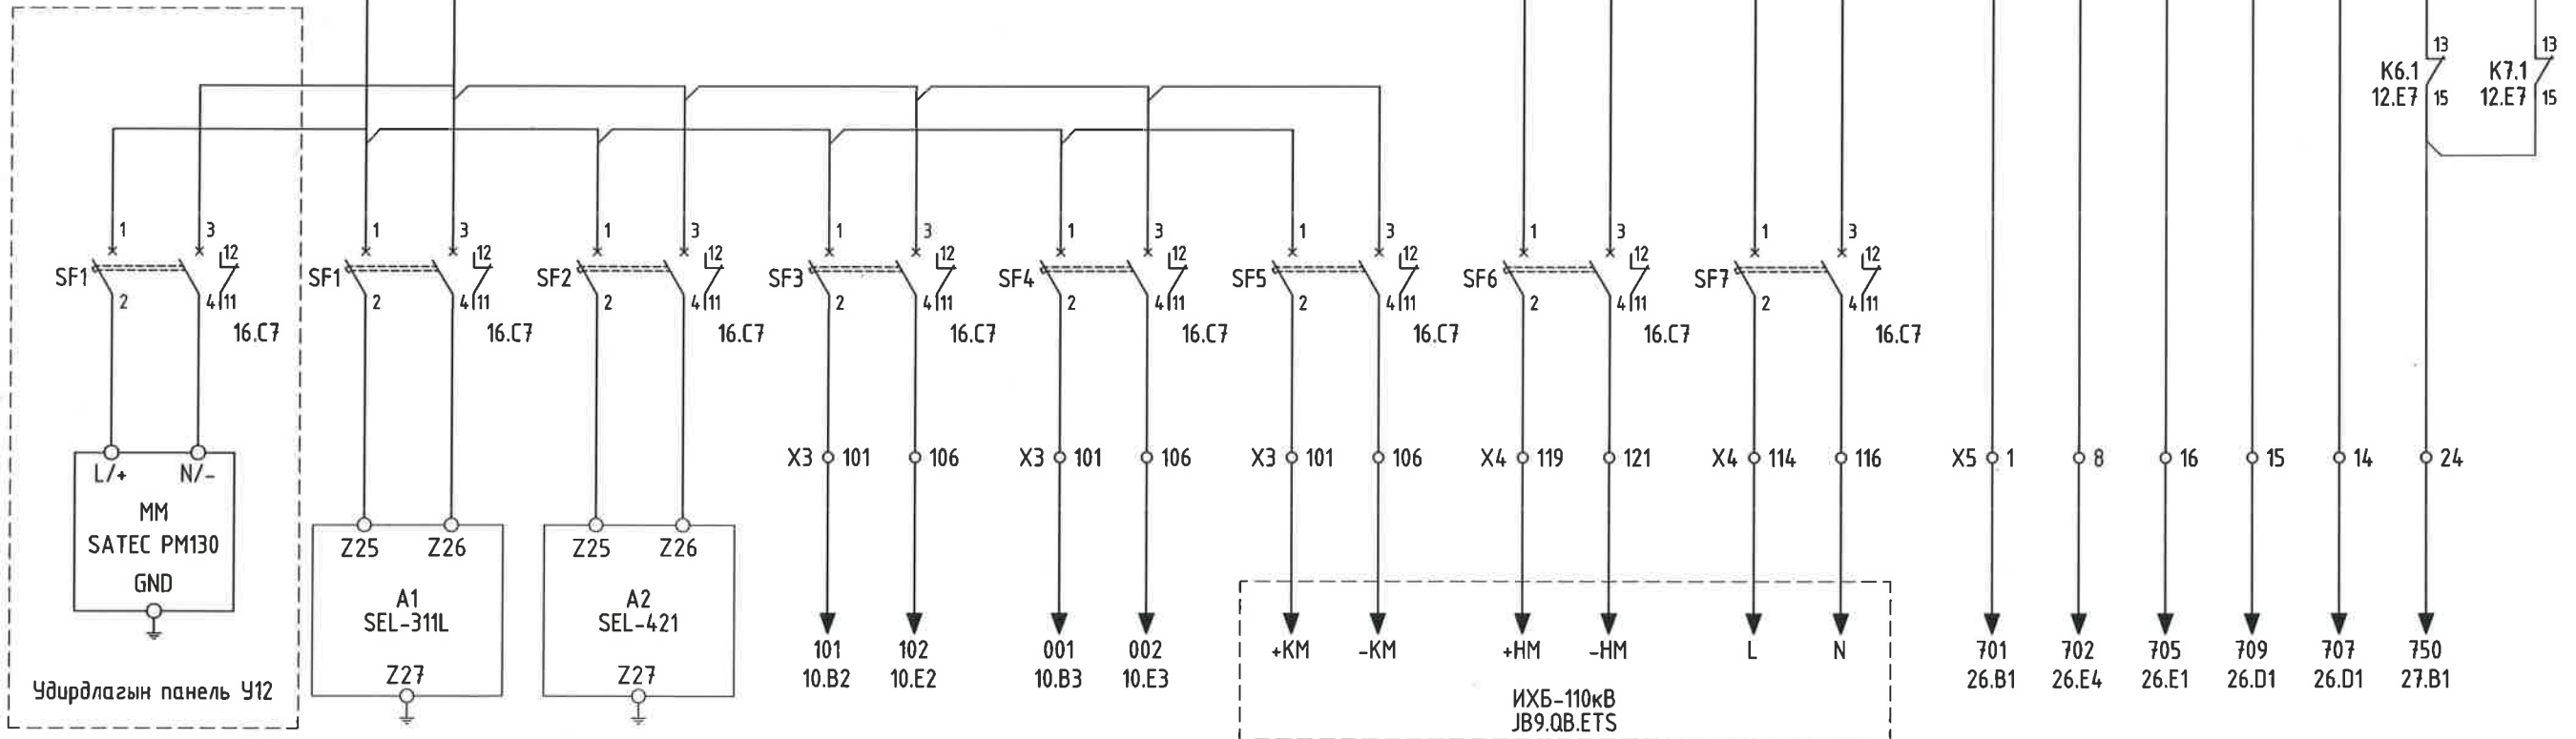 13 13
K6.1 K7.1
12.E7 15 12.E7 15
1 3 1 3 1 3 1 3 1 3 1 3 1 3 1 3
12 12 12 12 12 12 12 12
SF1 SF1 SF2 SF3 SF4 SF5 SF6 SF7
2 4 11 2 4 11 2 4 11 2 4 11 2 4 11 2 4 11 2 4 11 2 4 11
16.C7 16.C7 16.C7 16.C7 16.C7 16.C7 16.C7 16.C7
X3 101 106 X3 101 106 X3 101 106 X4 119 121 X4 114 116 X5 1 8 16 15 14 24
L/+ N/-
MM
SATEC PM130
GND
Удирдлагын панель У12
Z25 Z26
A1
SEL-311L
Z27
Z25 Z26
A2
SEL-421
Z27
101 102 001 002 +KM -KM +HM -HM L N 701 702 705 709 707 750
10.B2 10.E2 10.B3 10.E3 26.B1 26.E4 26.E1 26.D1 26.D1 27.B1
ИХБ-110кВ
JB9.QB.ETS